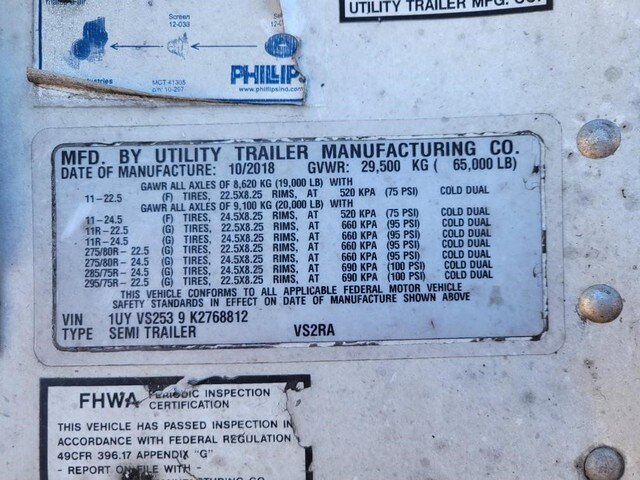 UTILITY TRAILER MFG. CO.
Screen
12-033
12-0
ndustries
MCT 41305
p/n: 10-297
PHILLIP
www.phillipsind.com
MFD. BY UTILITY TRAILER MANUFACTURING CO.
DATE OF MANUFACTURE: 10/2018 GVWR: 29,500 KG ( 65,000 LB)
GAWR ALL AXLES OF 8,620 KG (19,000 LB) WITH
11-22.5 (F) TIRES, 22.5X8.25 RIMS, AT 520 KPA (75 PSI) COLD DUAL
GAWR ALL AXLES OF 9,100 KG (20,000 LB) WITH
11-24.5 (F) TIRES, 24.5X8.25 RIMS, AT 520 KPA (75 PSI) COLD DUAL
11R-22.5 (G) TIRES, 22.5X8.25 RIMS, AT 660 KPA (95 PSI) COLD DUAL
11R-24.5 (G) TIRES, 24.5X8.25 RIMS, AT 660 KPA (95 PSI) COLD DUAL
275/80R-22.5 (G) TIRES, 22.5X8.25 RIMS, AT 660 KPA (95 PSI) COLD DUAL
275/80R-24.5 (G) TIRES, 24.5X8.25 RIMS, AT 660 KPA (95 PSI) COLD DUAL
285/75R-24.5 (G) TIRES, 24.5X8.25 RIMS, AT 690 KPA (100 PSI) COLD DUAL
295/75R-22.5 (G) TIRES, 22.5X8.25 RIMS, AT 690 KPA (100 PSI) COLD DUAL
THIS VEHICLE CONFORMS TO ALL APPLICABLE FEDERAL MOTOR VEHICLE
SAFETY STANDARDS IN EFFECT ON DATE OF MANUFACTURE SHOWN ABOVE
VIN 1UY VS253 9 K2768812
TYPE SEMI TRAILER VS2RA
FHWA PERIODIC INSPECTION
CERTIFICATION
THIS VEHICLE HAS PASSED INSPECTION IN
ACCORDANCE WITH FEDERAL REGULATION
49CFR 396.17 APPENDIX "G"
- REPORT ON FILE WITH -